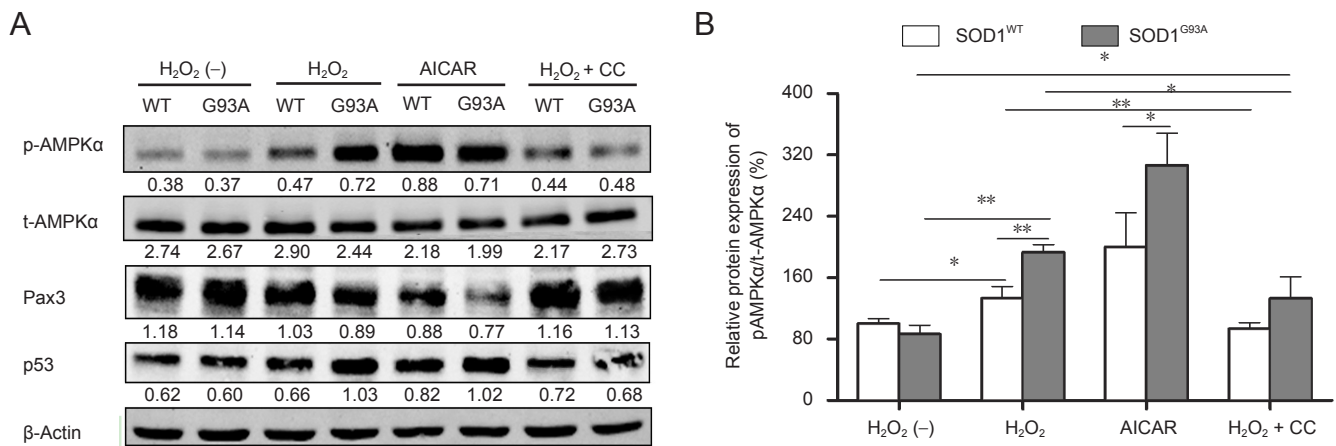 A
H₂O₂ (–) H₂O₂ AICAR H₂O₂ + CC
WT G93A WT G93A WT G93A WT G93A
p-AMPKα
0.38 0.37 0.47 0.72 0.88 0.71 0.44 0.48
t-AMPKα
2.74 2.67 2.90 2.44 2.18 1.99 2.17 2.73
Pax3
1.18 1.14 1.03 0.89 0.88 0.77 1.16 1.13
p53
0.62 0.60 0.66 1.03 0.82 1.02 0.72 0.68
β-Actin
B
SOD1^WT SOD1^G93A
Relative protein expression of
pAMPKα/t-AMPKα (%)
400
320
240
160
80
0
*
*
**
*
**
**
*
H₂O₂ (–) H₂O₂ AICAR H₂O₂ + CC